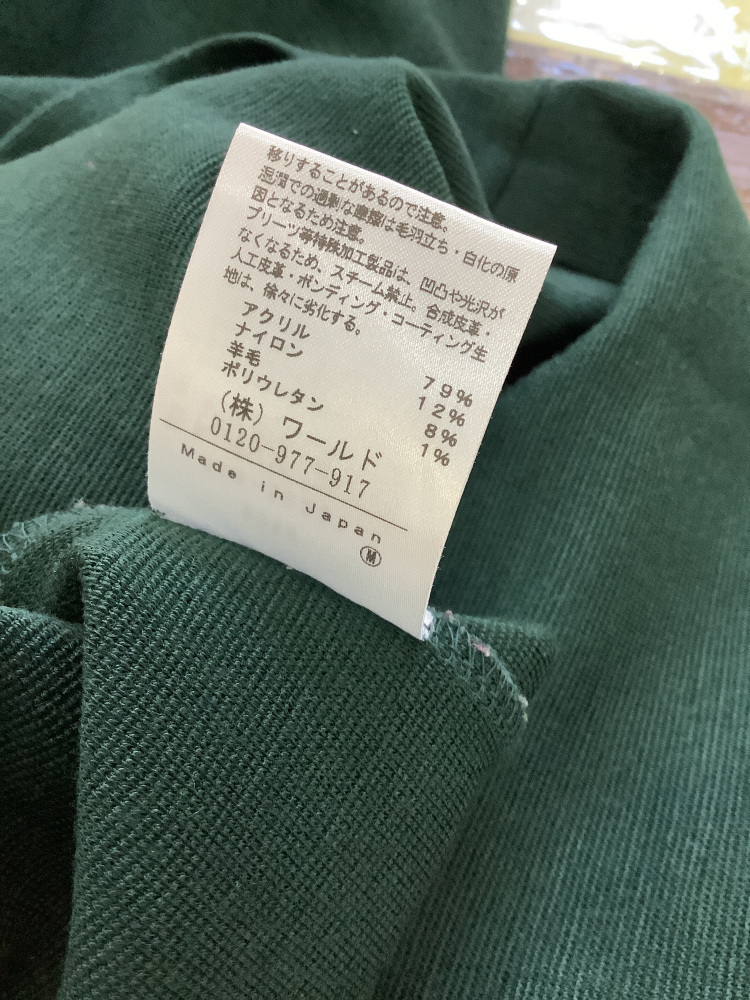 移りすることがあるので注意。
湿潤での過剰な摩擦は毛羽立ち・白化の原
因となるため注意。
プリーツ等特殊加工製品は、凹凸や光沢が
なくなるため、スチーム禁止。合成皮革・
人工皮革・ボンディング・コーティング生
地は、徐々に劣化する。
アクリル 79%
ナイロン 12%
羊毛 8%
ポリウレタン 1%
(株) ワールド
0120-977-917
Made in Japan
Ⓜ